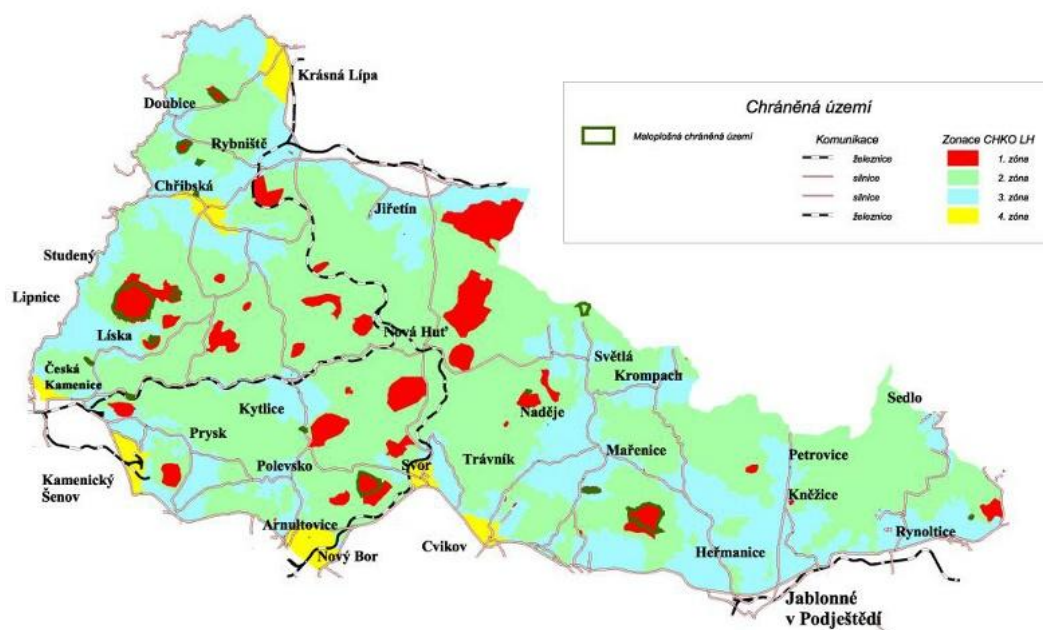 Krásná Lípa
Doubice
Rybniště
Chřibská
Jiřetín
Studený
Lipnice
Líska
Nová Huť
Česká
Kamenice
Světlá
Krompach
Sedlo
Kytlice
Naděje
Prysk
Polevsko
Svor
Trávník
Mařenice
Petrovice
Kamenický
Šenov
Kněžice
Arnultovice
Nový Bor
Cvikov
Heřmanice
Rynoltice
Jablonné
v Podještědí
Chráněná území
Maloplošná chráněná území
Komunikace
železnice
silnice
silnice
železnice
Zonace CHKO LH
1. zóna
2. zóna
3. zóna
4. zóna